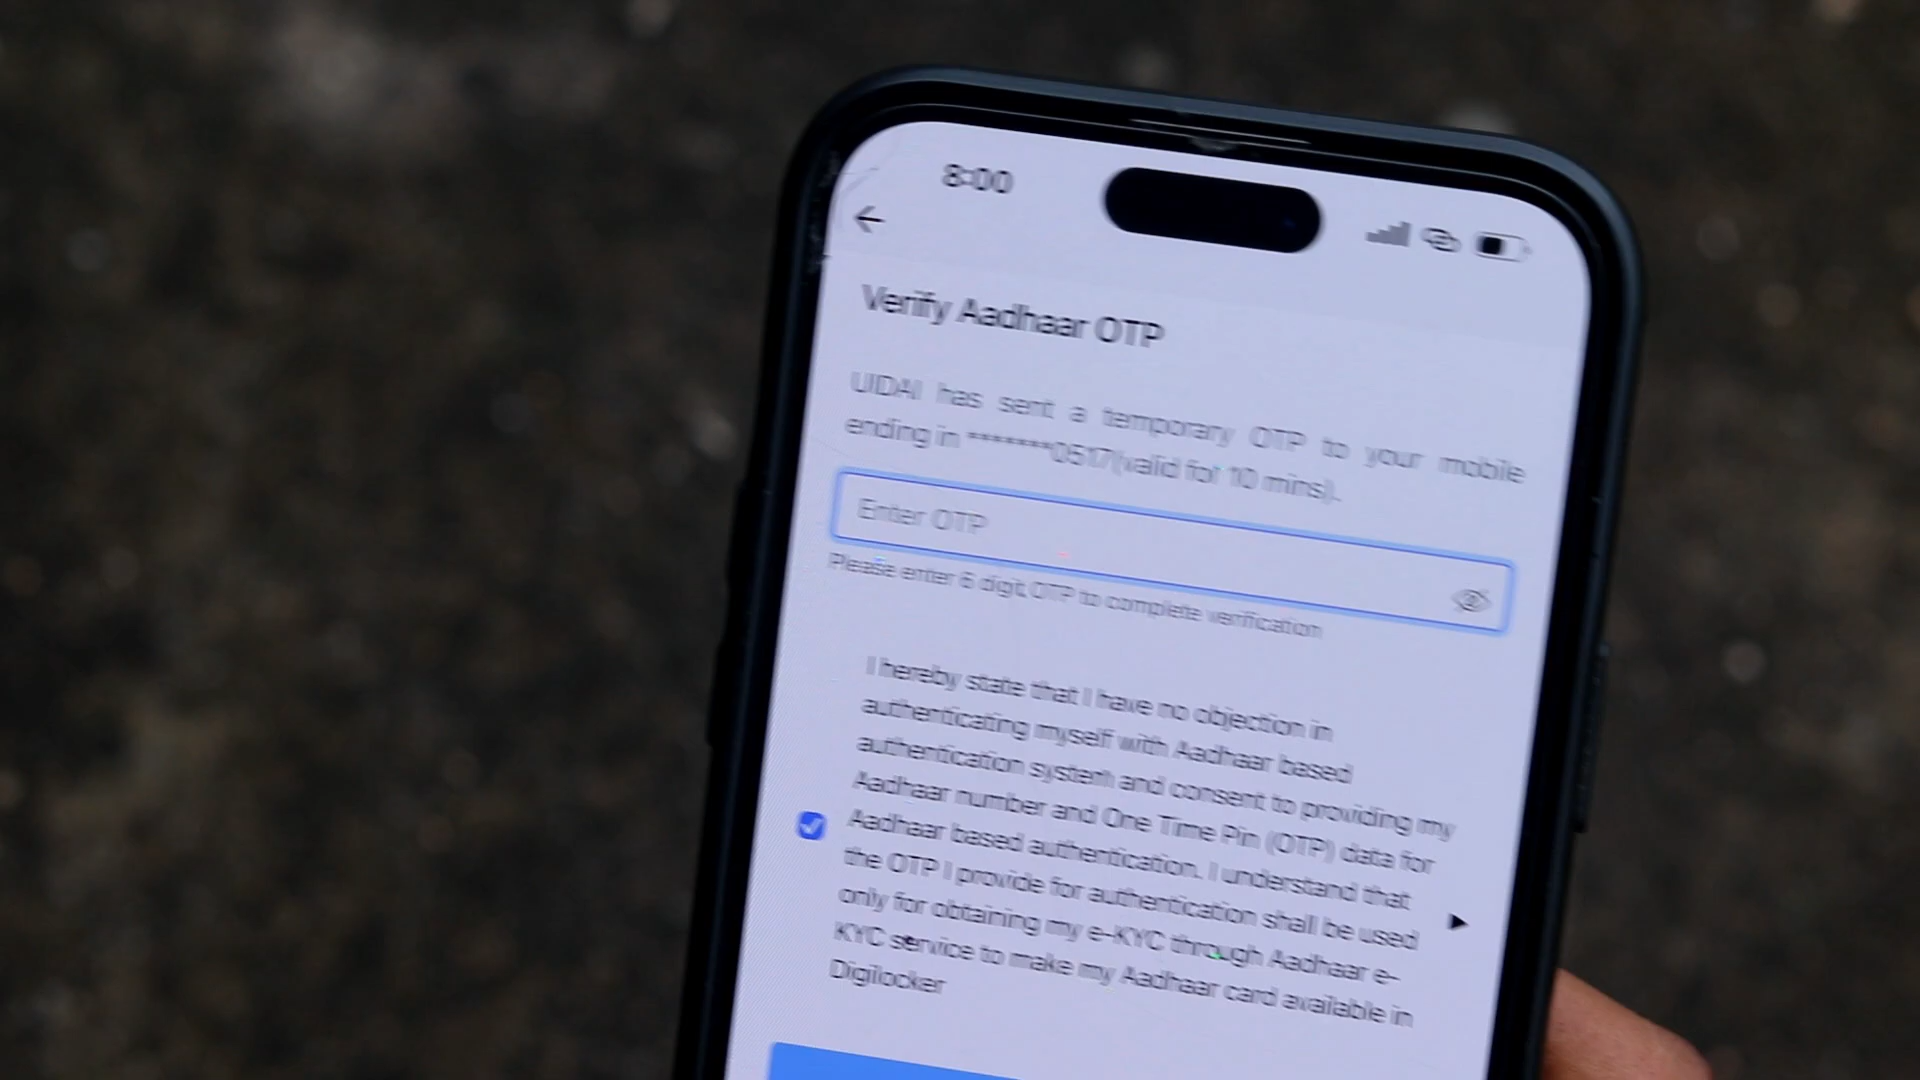 8:00
Verify Aadhaar OTP
UIDAI has sent a temporary OTP to your mobile
ending in *******0517(valid for 10 mins).
Enter OTP
Please enter 6 digit OTP to complete verification
I hereby state that I have no objection in
authenticating myself with Aadhaar based
authentication system and consent to providing my
Aadhaar number and One Time Pin (OTP) data for
Aadhaar based authentication. I understand that
the OTP I provide for authentication shall be used
only for obtaining my e-KYC through Aadhaar e-
KYC service to make my Aadhaar card available in
Digilocker